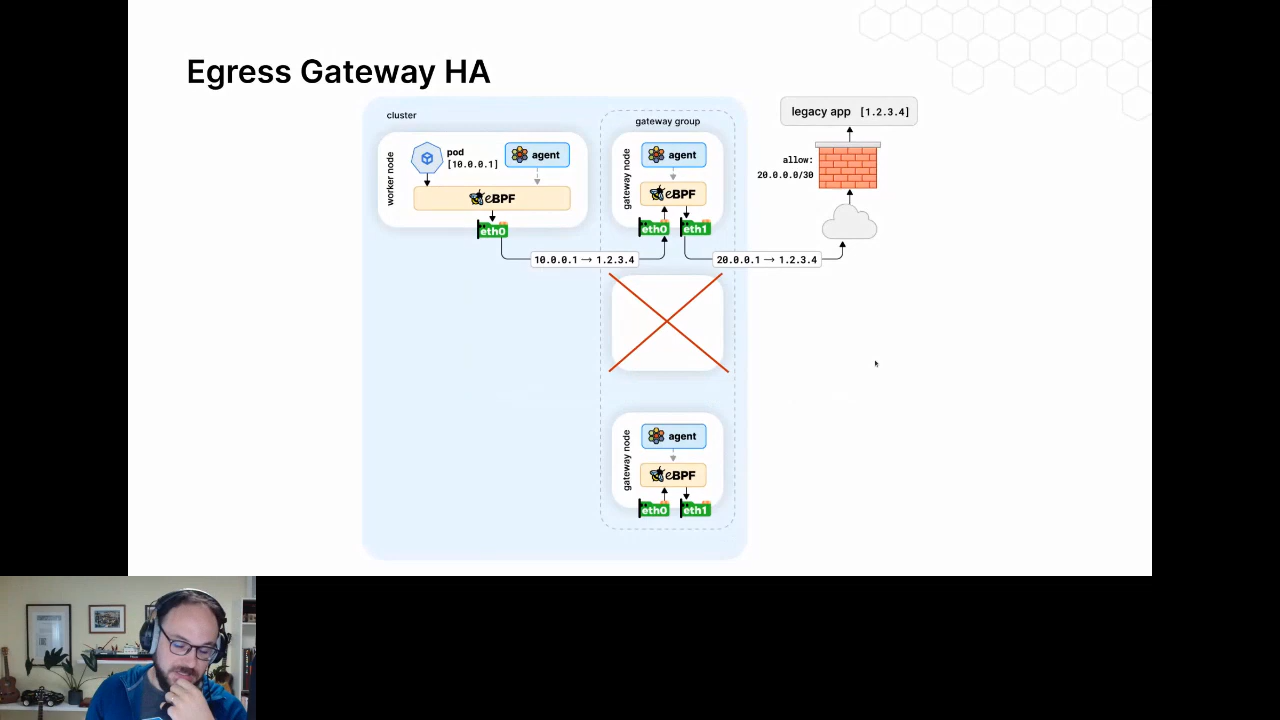 Egress Gateway HA
cluster
gateway group
legacy app [1.2.3.4]
worker node
pod
[10.0.0.1]
agent
eBPF
eth0
gateway node
agent
eBPF
eth0
eth1
allow:
20.0.0.0/30
10.0.0.1 → 1.2.3.4
20.0.0.1 → 1.2.3.4
gateway node
agent
eBPF
eth0
eth1